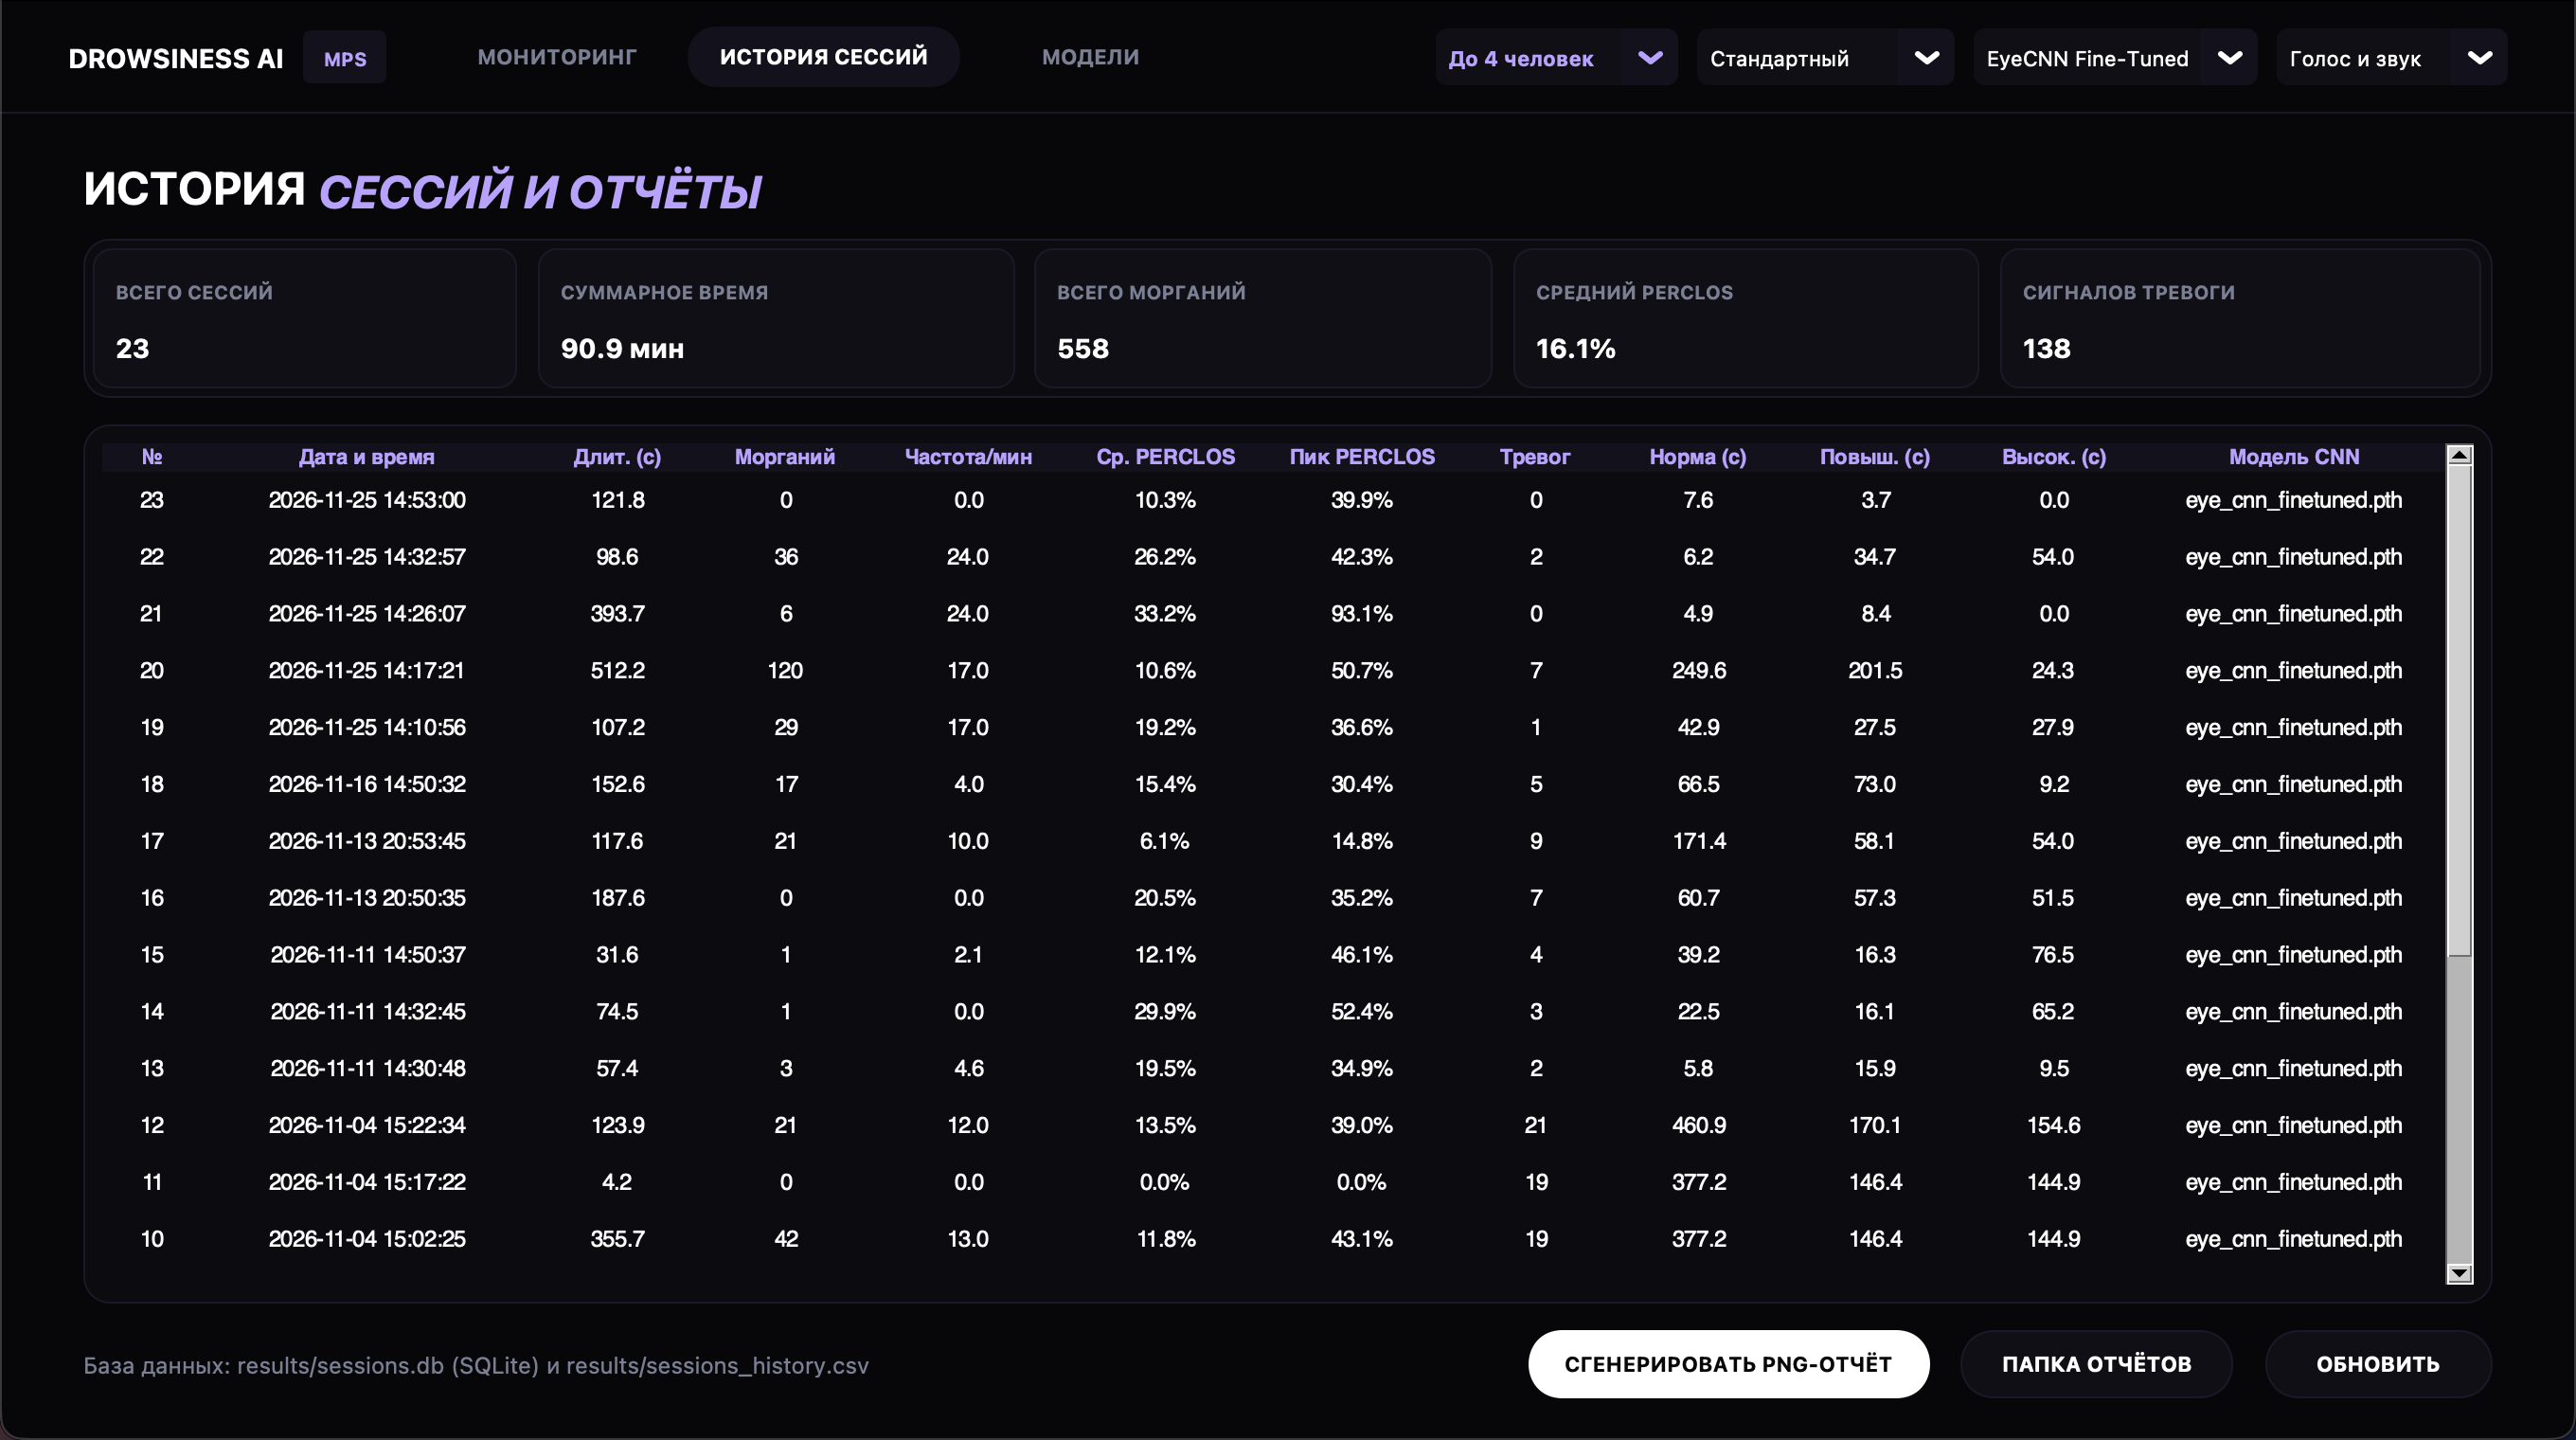 DROWSINESS AI MPS МОНИТОРИНГ ИСТОРИЯ СЕССИЙ МОДЕЛИ До 4 человек Стандартный EyeCNN Fine-Tuned Голос и звук
ИСТОРИЯ СЕССИЙ И ОТЧЁТЫ
ВСЕГО СЕССИЙ СУММАРНОЕ ВРЕМЯ ВСЕГО МОРГАНИЙ СРЕДНИЙ PERCLOS СИГНАЛОВ ТРЕВОГИ
23 90.9 мин 558 16.1% 138
№ Дата и время Длит. (с) Морганий Частота/мин Ср. PERCLOS Пик PERCLOS Тревог Норма (с) Повыш. (с) Высок. (с) Модель CNN
23 2026-11-25 14:53:00 121.8 0 0.0 10.3% 39.9% 0 7.6 3.7 0.0 eye_cnn_finetuned.pth
22 2026-11-25 14:32:57 98.6 36 24.0 26.2% 42.3% 2 6.2 34.7 54.0 eye_cnn_finetuned.pth
21 2026-11-25 14:26:07 393.7 6 24.0 33.2% 93.1% 0 4.9 8.4 0.0 eye_cnn_finetuned.pth
20 2026-11-25 14:17:21 512.2 120 17.0 10.6% 50.7% 7 249.6 201.5 24.3 eye_cnn_finetuned.pth
19 2026-11-25 14:10:56 107.2 29 17.0 19.2% 36.6% 1 42.9 27.5 27.9 eye_cnn_finetuned.pth
18 2026-11-16 14:50:32 152.6 17 4.0 15.4% 30.4% 5 66.5 73.0 9.2 eye_cnn_finetuned.pth
17 2026-11-13 20:53:45 117.6 21 10.0 6.1% 14.8% 9 171.4 58.1 54.0 eye_cnn_finetuned.pth
16 2026-11-13 20:50:35 187.6 0 0.0 20.5% 35.2% 7 60.7 57.3 51.5 eye_cnn_finetuned.pth
15 2026-11-11 14:50:37 31.6 1 2.1 12.1% 46.1% 4 39.2 16.3 76.5 eye_cnn_finetuned.pth
14 2026-11-11 14:32:45 74.5 1 0.0 29.9% 52.4% 3 22.5 16.1 65.2 eye_cnn_finetuned.pth
13 2026-11-11 14:30:48 57.4 3 4.6 19.5% 34.9% 2 5.8 15.9 9.5 eye_cnn_finetuned.pth
12 2026-11-04 15:22:34 123.9 21 12.0 13.5% 39.0% 21 460.9 170.1 154.6 eye_cnn_finetuned.pth
11 2026-11-04 15:17:22 4.2 0 0.0 0.0% 0.0% 19 377.2 146.4 144.9 eye_cnn_finetuned.pth
10 2026-11-04 15:02:25 355.7 42 13.0 11.8% 43.1% 19 377.2 146.4 144.9 eye_cnn_finetuned.pth
База данных: results/sessions.db (SQLite) и results/sessions_history.csv СГЕНЕРИРОВАТЬ PNG-ОТЧЁТ ПАПКА ОТЧЁТОВ ОБНОВИТЬ